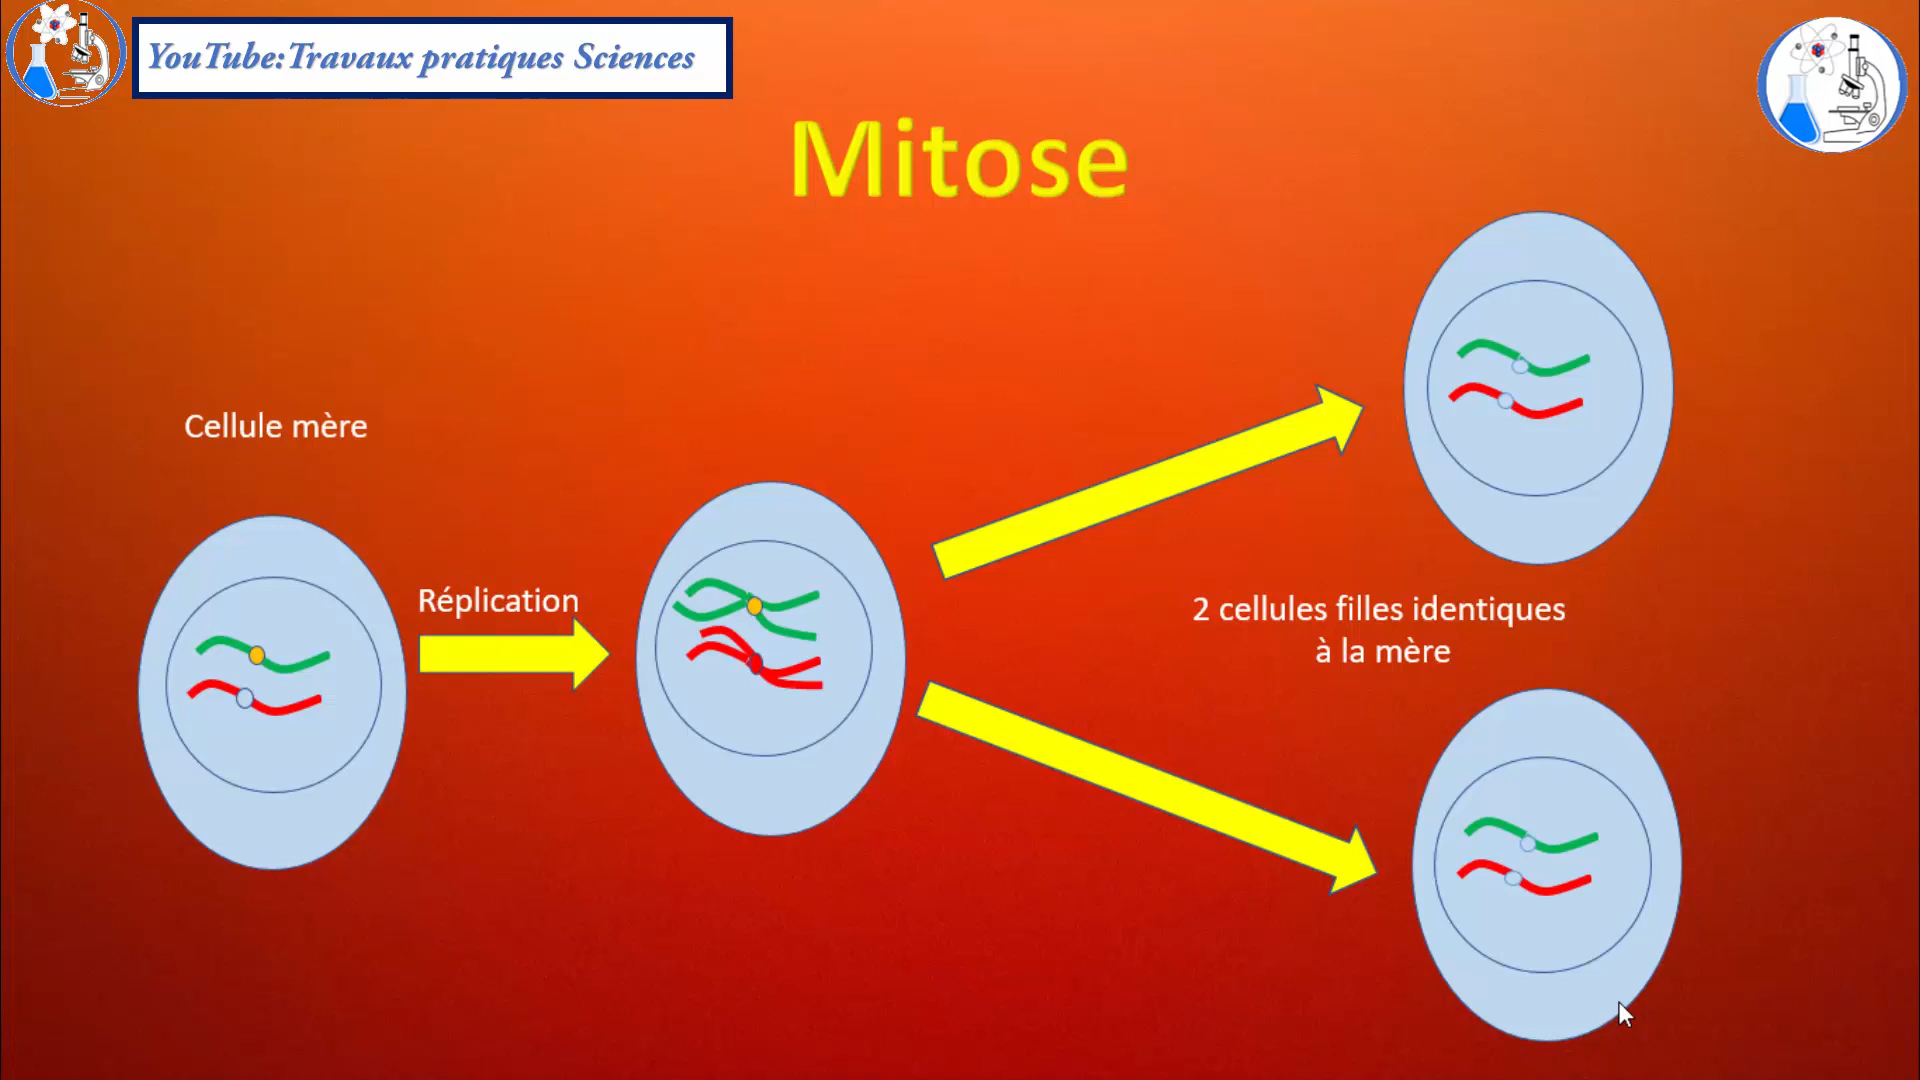 YouTube:Travaux pratiques Sciences
Mitose
Cellule mère
Réplication
2 cellules filles identiques
à la mère